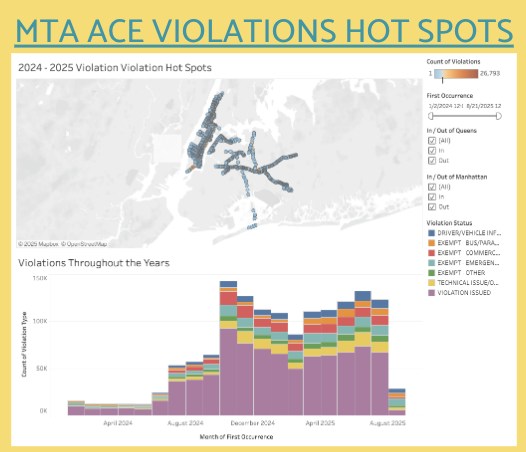 MTA ACE VIOLATIONS HOT SPOTS
2024 - 2025 Violation Violation Hot Spots
Count of Violations
1 26,793
First Occurrence
1/2/2024 12:( 8/21/2025 12
In / Out of Queens
(All)
In
Out
In / Out of Manhattan
(All)
In
Out
© 2025 Mapbox © OpenStreetMap
Violation Status
DRIVER/VEHICLE INF...
EXEMPT BUS/PARA...
EXEMPT COMMERC...
EXEMPT EMERGEN...
EXEMPT OTHER
TECHNICAL ISSUE/O...
VIOLATION ISSUED
Violations Throughout the Years
Count of Violation Type
150K
100K
50K
0K
April 2024 August 2024 December 2024 April 2025 August 2025
Month of First Occurrence